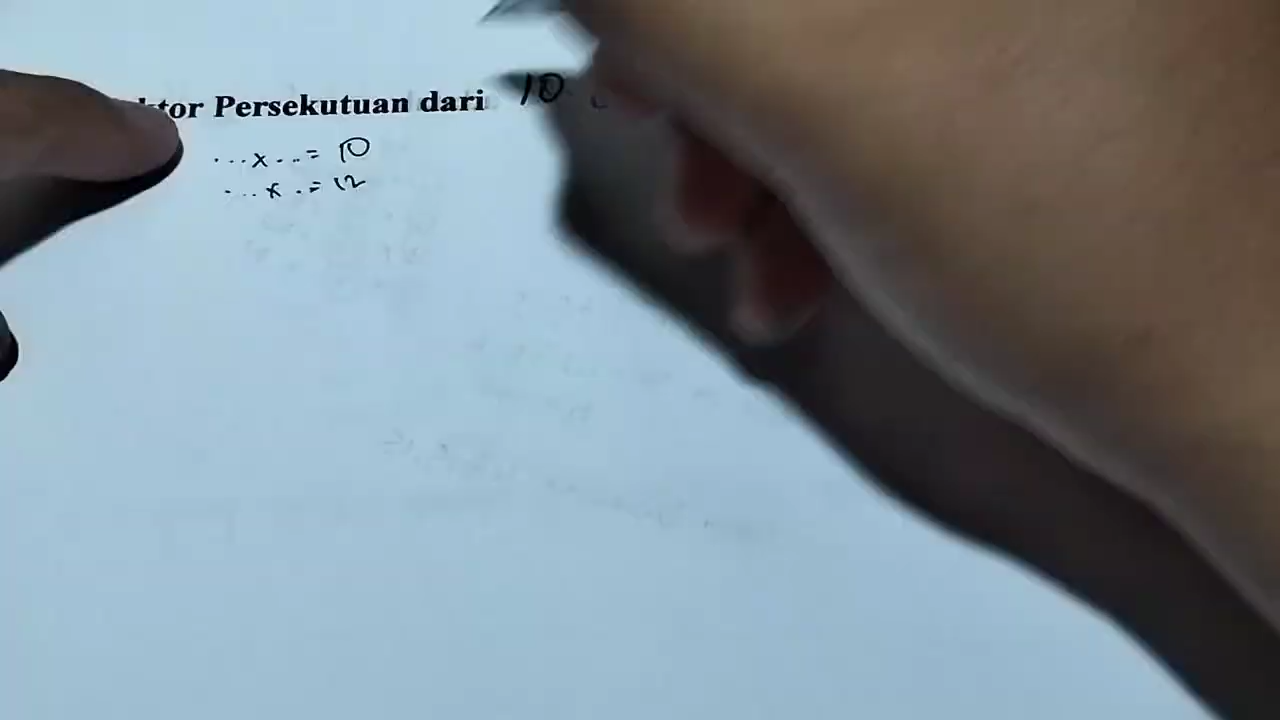 Persekutuan dari 10
...x...= 10
...x .= 12